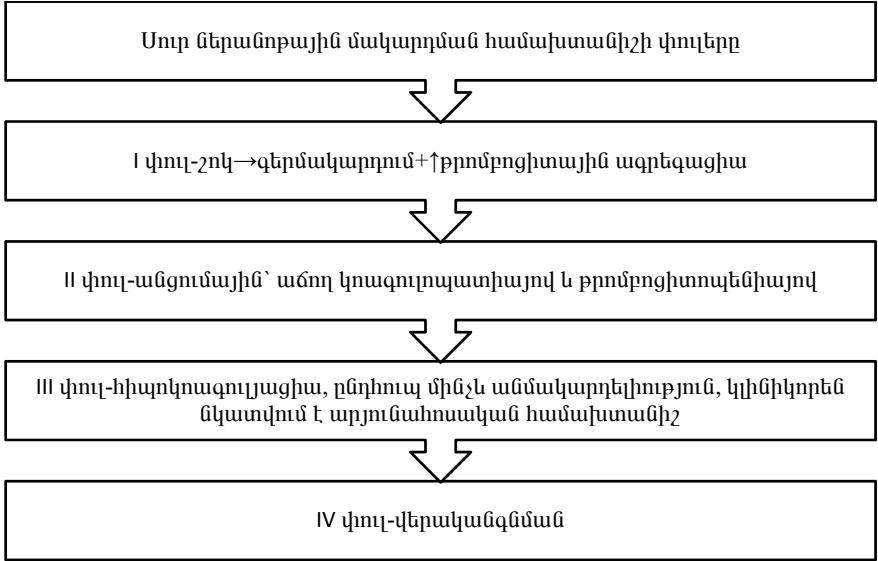 Սուր ներանոթային մակարդման համախտանիշի փուլերը
I փուլ-շոկ→գերմակարդում+↑թրոմբոցիտային ագրեգացիա
II փուլ-անցումային՝ աճող կոագուլոպատիայով և թրոմբոցիտոպենիայով
III փուլ-հիպոկոագուլյացիա, ընդհուպ մինչև անմակարդելիություն, կլինիկորեն
նկատվում է արյունահոսական համախտանիշ
IV փուլ-վերականգնման